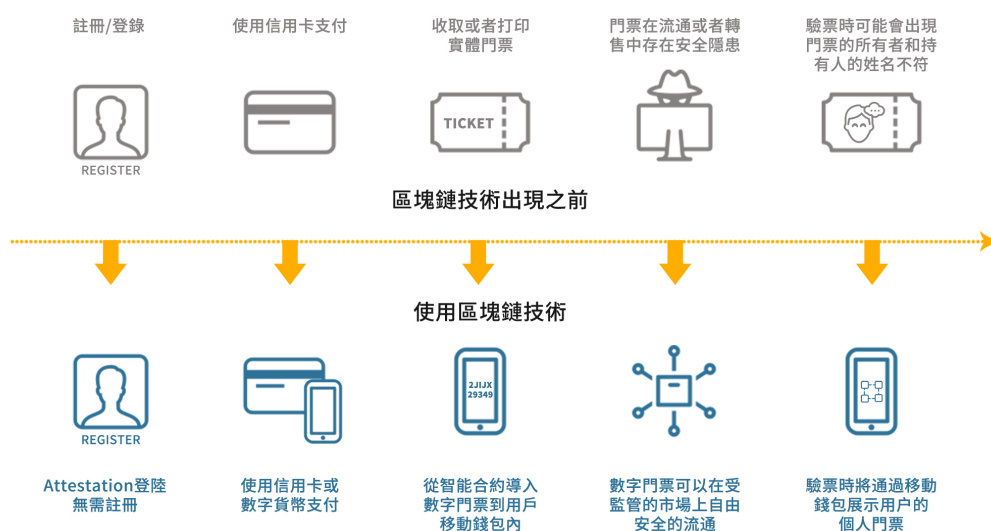 註冊/登錄
使用信用卡支付
收取或者打印
實體門票
門票在流通或者轉
售中存在安全隱患
驗票時可能會出現
門票的所有者和持
有人的姓名不符
TICKET
REGISTER
區塊鏈技術出現之前
使用區塊鏈技術
2JIJX
29349
REGISTER
Attestation登陸
無需註冊
使用信用卡或
數字貨幣支付
從智能合約導入
數字門票到用戶
移動錢包內
數字門票可以在受
監管的市場上自由
安全的流通
驗票時將通過移動
錢包展示用户的
個人門票